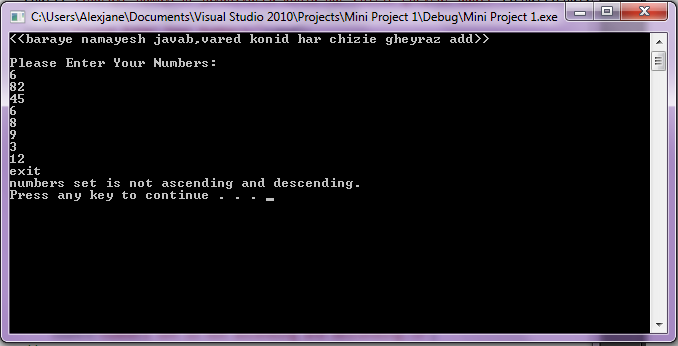 C:\Users\Alexjane\Documents\Visual Studio 2010\Projects\Mini Project 1\Debug\Mini Project 1.exe
<<baraye namayesh javab,vared konid har chizie gheyraz add>>
Please Enter Your Numbers:
6
82
45
6
8
9
3
12
exit
numbers set is not ascending and descending.
Press any key to continue . . . _